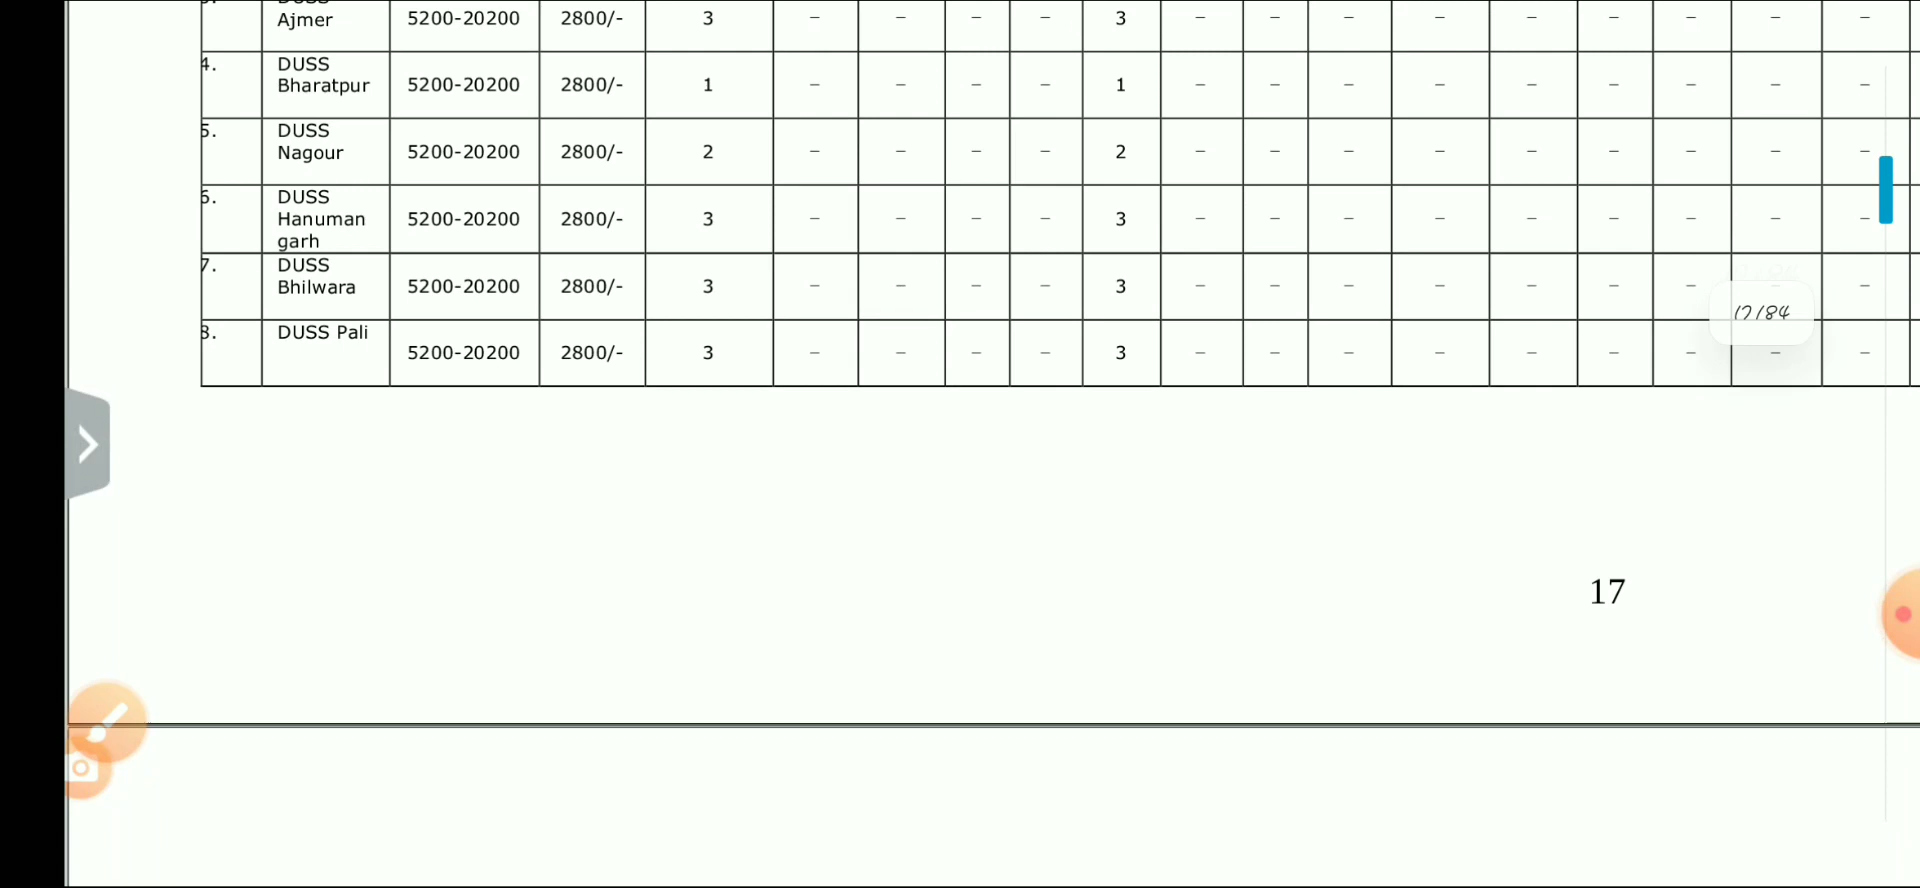 Ajmer 5200-20200 2800/- 3 – – – – 3 – – – – – – – – –
4. DUSS
Bharatpur 5200-20200 2800/- 1 – – – – 1 – – – – – – – – –
5. DUSS
Nagour 5200-20200 2800/- 2 – – – – 2 – – – – – – – – –
6. DUSS
Hanuman 5200-20200 2800/- 3 – – – – 3 – – – – – – – – –
garh
7. DUSS
Bhilwara 5200-20200 2800/- 3 – – – – 3 – – – – – – – – –
17/84
8. DUSS Pali
5200-20200 2800/- 3 – – – – 3 – – – – – – – – –
17